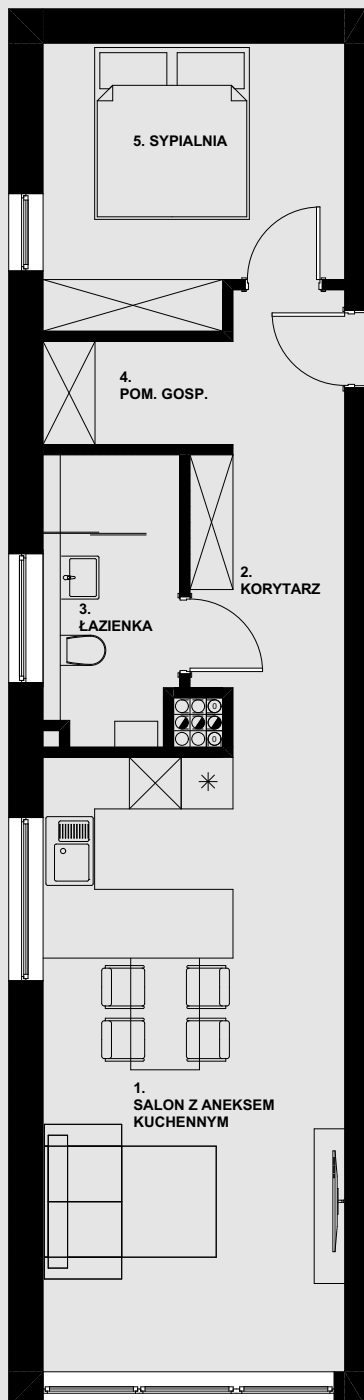 5. SYPIALNIA
4.
POM. GOSP.
2.
KORYTARZ
3.
ŁAZIENKA
1.
SALON Z ANEKSEM
KUCHENNYM